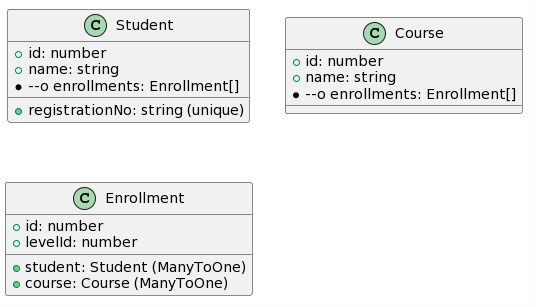 C Student
id: number
name: string
--o enrollments: Enrollment[]
registrationNo: string (unique)
C Course
id: number
name: string
--o enrollments: Enrollment[]
C Enrollment
id: number
levelId: number
student: Student (ManyToOne)
course: Course (ManyToOne)